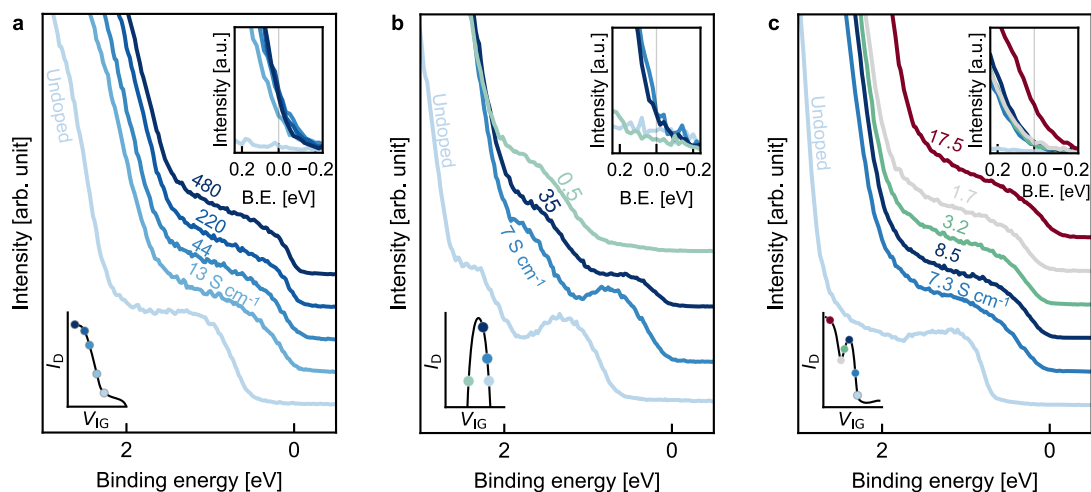 a
Intensity [arb. unit]
Undoped
480
220
44
13 S cm⁻¹
Intensity [a.u.]
0.2 0.0 −0.2
B.E. [eV]
I_D
V_IG
2 0
Binding energy [eV]
b
Intensity [arb. unit]
Undoped
0.5
35
7 S cm⁻¹
Intensity [a.u.]
0.2 0.0 −0.2
B.E. [eV]
I_D
V_IG
2 0
Binding energy [eV]
c
Intensity [arb. unit]
Undoped
17.5
1.7
3.2
8.5
7.3 S cm⁻¹
Intensity [a.u.]
0.2 0.0 −0.2
B.E. [eV]
I_D
V_IG
2 0
Binding energy [eV]